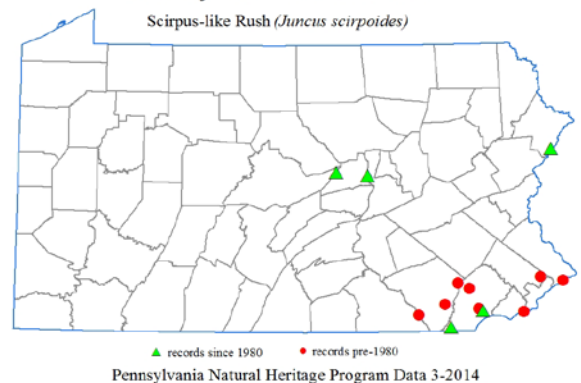 Scirpus-like Rush (Juncus scirpoides)
records since 1980 records pre-1980
Pennsylvania Natural Heritage Program Data 3-2014